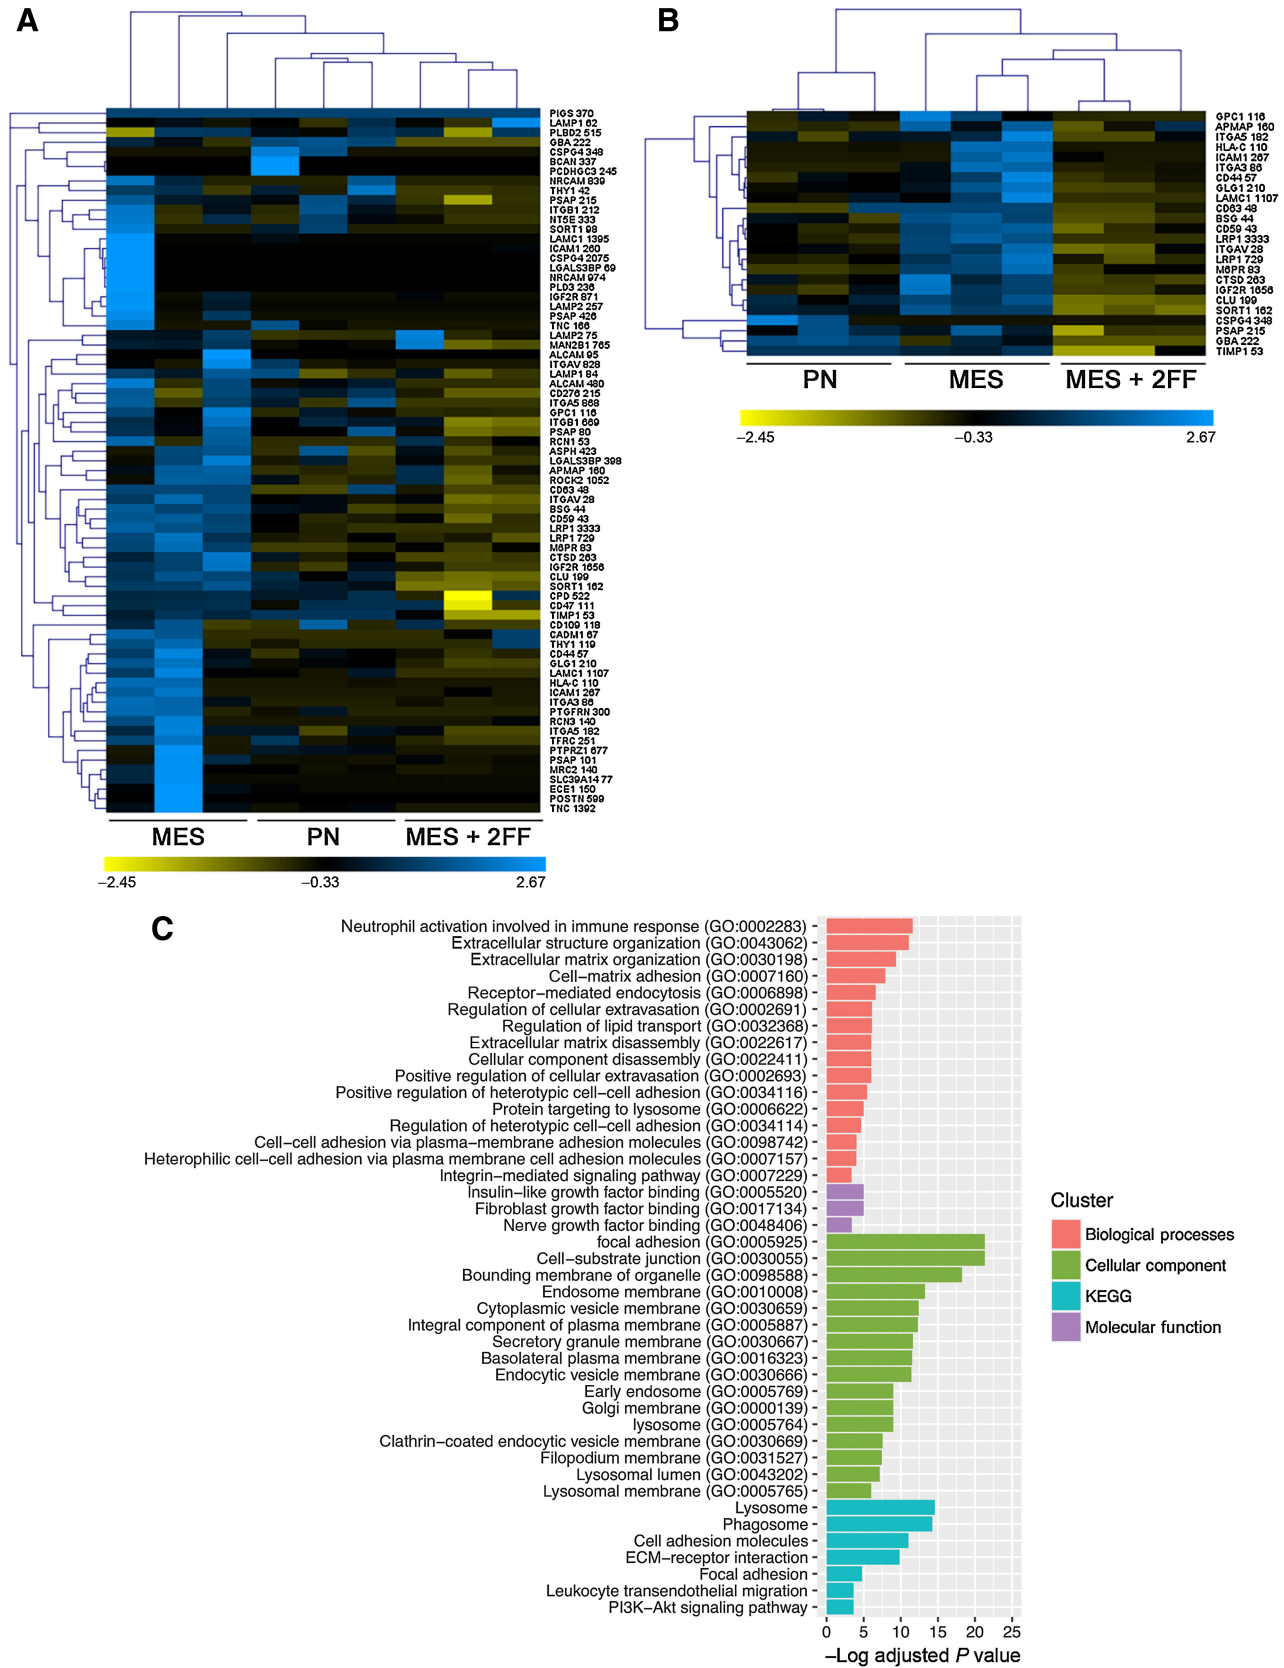 A
PIGS 370
LAMP1 62
PLBD2 515
GBA 222
CSPG4 348
BCAN 337
PCDHGC3 245
NRCAM 839
THY1 42
PSAP 215
ITGB1 212
NT5E 333
SORT1 98
LAMC1 1395
ICAM1 260
CSPG4 2075
LGALS3BP 69
NRCAM 974
PLD3 236
IGF2R 871
LAMP2 257
PSAP 426
TNC 166
LAMP2 75
MAN2B1 765
ALCAM 95
ITGAV 828
LAMP1 84
ALCAM 480
CD276 215
ITGA5 868
GPC1 116
ITGB1 669
PSAP 80
RCN1 53
ASPH 423
LGALS3BP 398
APMAP 160
ROCK2 1052
CD63 48
ITGAV 28
BSG 44
CD59 43
LRP1 3333
LRP1 729
M6PR 83
CTSD 263
IGF2R 1656
CLU 199
SORT1 162
CPD 522
CD47 111
TIMP1 53
CD109 118
CADM1 67
THY1 119
CD44 57
GLG1 210
LAMC1 1107
HLA-C 110
ICAM1 267
ITGA3 86
PTGFRN 300
RCN3 140
ITGA5 182
TFRC 251
PTPRZ1 677
PSAP 101
MRC2 140
SLC39A14 77
ECE1 150
POSTN 599
TNC 1392
MES PN MES + 2FF
−2.45 −0.33 2.67
B
GPC1 116
APMAP 160
ITGA5 182
HLA-C 110
ICAM1 267
ITGA3 86
CD44 57
GLG1 210
LAMC1 1107
CD63 48
BSG 44
CD59 43
LRP1 3333
ITGAV 28
LRP1 729
M6PR 83
CTSD 263
IGF2R 1656
CLU 199
SORT1 162
CSPG4 348
PSAP 215
GBA 222
TIMP1 53
PN MES MES + 2FF
−2.45 −0.33 2.67
C
Neutrophil activation involved in immune response (GO:0002283)
Extracellular structure organization (GO:0043062)
Extracellular matrix organization (GO:0030198)
Cell−matrix adhesion (GO:0007160)
Receptor−mediated endocytosis (GO:0006898)
Regulation of cellular extravasation (GO:0002691)
Regulation of lipid transport (GO:0032368)
Extracellular matrix disassembly (GO:0022617)
Cellular component disassembly (GO:0022411)
Positive regulation of cellular extravasation (GO:0002693)
Positive regulation of heterotypic cell−cell adhesion (GO:0034116)
Protein targeting to lysosome (GO:0006622)
Regulation of heterotypic cell−cell adhesion (GO:0034114)
Cell−cell adhesion via plasma−membrane adhesion molecules (GO:0098742)
Heterophilic cell−cell adhesion via plasma membrane cell adhesion molecules (GO:0007157)
Integrin−mediated signaling pathway (GO:0007229)
Insulin−like growth factor binding (GO:0005520)
Fibroblast growth factor binding (GO:0017134)
Nerve growth factor binding (GO:0048406)
focal adhesion (GO:0005925)
Cell−substrate junction (GO:0030055)
Bounding membrane of organelle (GO:0098588)
Endosome membrane (GO:0010008)
Cytoplasmic vesicle membrane (GO:0030659)
Integral component of plasma membrane (GO:0005887)
Secretory granule membrane (GO:0030667)
Basolateral plasma membrane (GO:0016323)
Endocytic vesicle membrane (GO:0030666)
Early endosome (GO:0005769)
Golgi membrane (GO:0000139)
lysosome (GO:0005764)
Clathrin−coated endocytic vesicle membrane (GO:0030669)
Filopodium membrane (GO:0031527)
Lysosomal lumen (GO:0043202)
Lysosomal membrane (GO:0005765)
Lysosome
Phagosome
Cell adhesion molecules
ECM−receptor interaction
Focal adhesion
Leukocyte transendothelial migration
PI3K−Akt signaling pathway
0 5 10 15 20 25
−Log adjusted P value
Cluster
Biological processes
Cellular component
KEGG
Molecular function